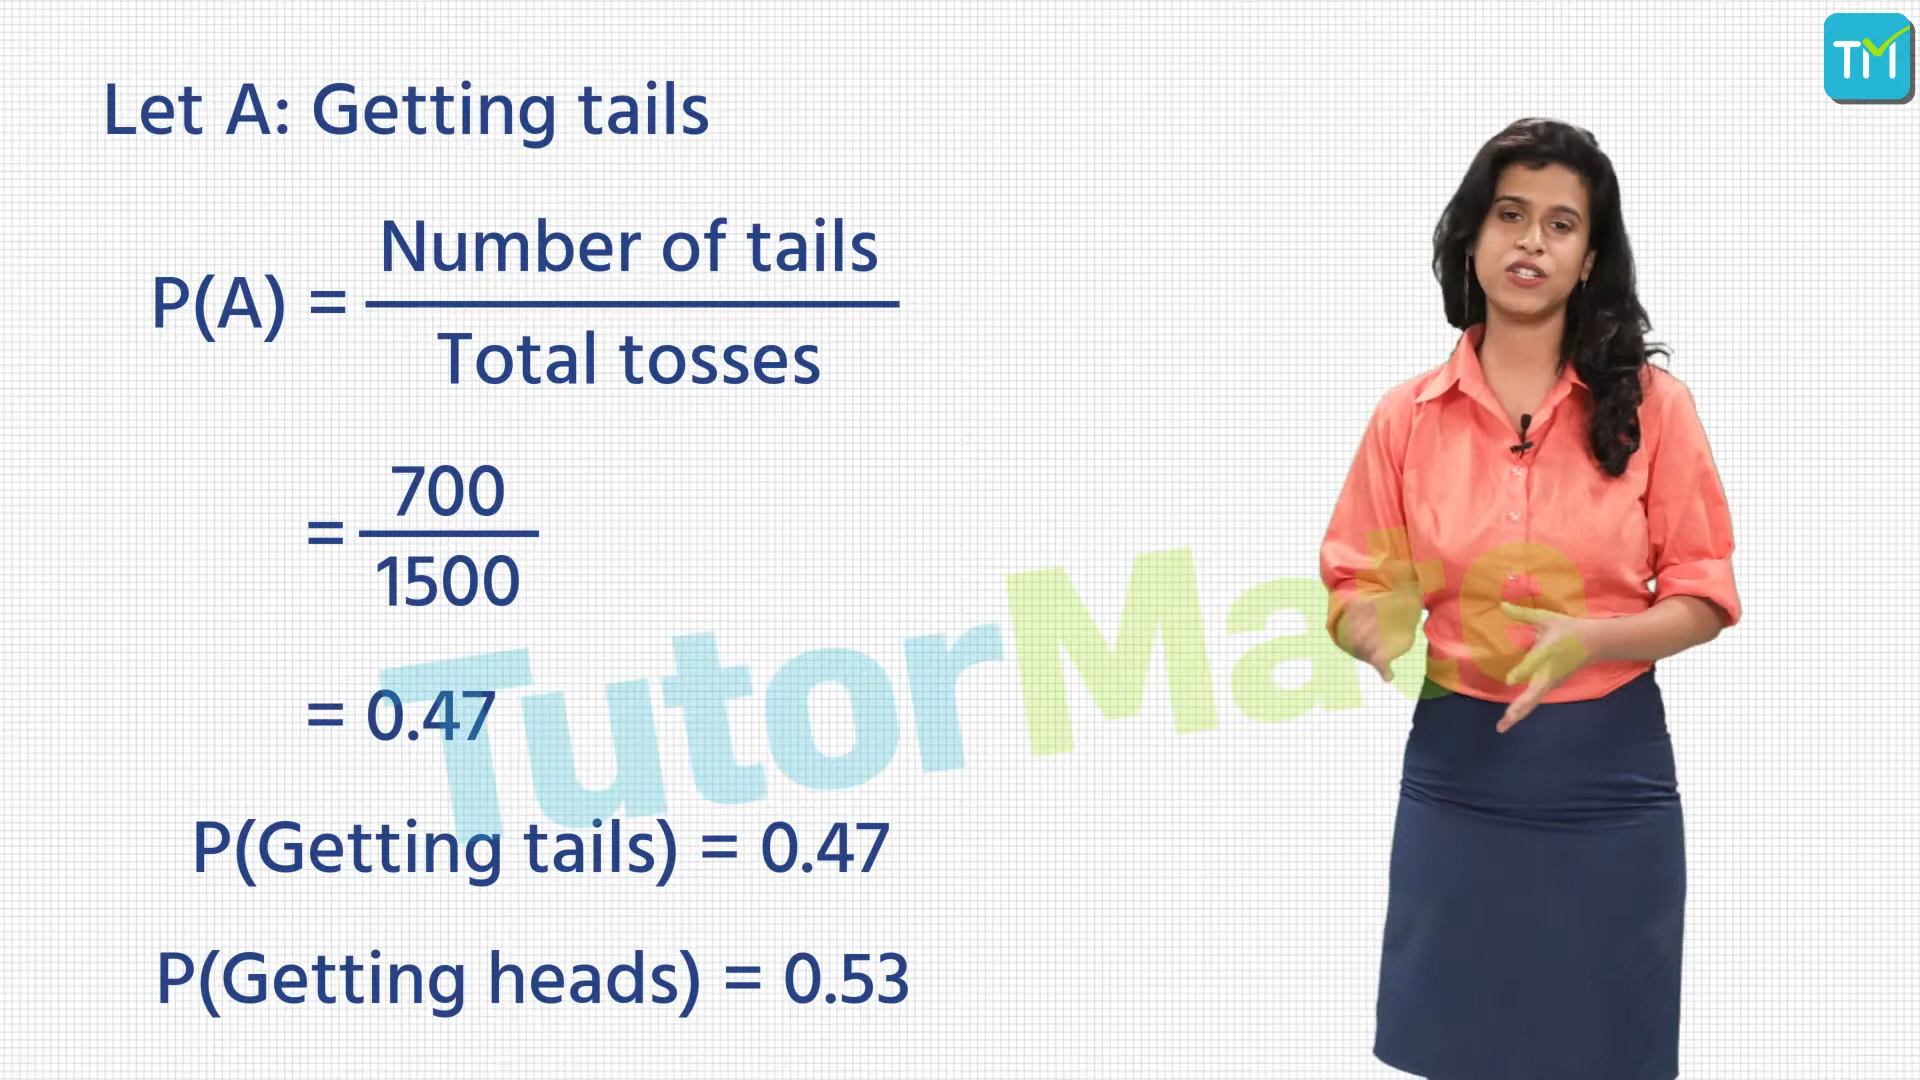 TM
Let A: Getting tails
P(A) = Number of tails / Total tosses
= 700 / 1500
= 0.47
TutorMate
P(Getting tails) = 0.47
P(Getting heads) = 0.53